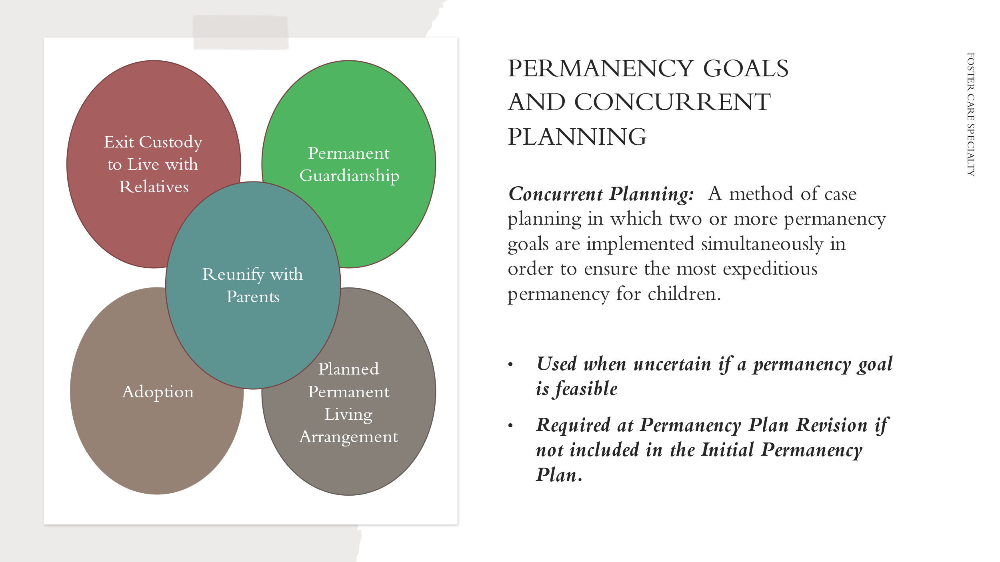 Exit Custody
to Live with
Relatives
Permanent
Guardianship
Reunify with
Parents
Adoption
Planned
Permanent
Living
Arrangement
PERMANENCY GOALS
AND CONCURRENT
PLANNING
Concurrent Planning: A method of case
planning in which two or more permanency
goals are implemented simultaneously in
order to ensure the most expeditious
permanency for children.
• Used when uncertain if a permanency goal
is feasible
• Required at Permanency Plan Revision if
not included in the Initial Permanency
Plan.
FOSTER CARE SPECIALTY